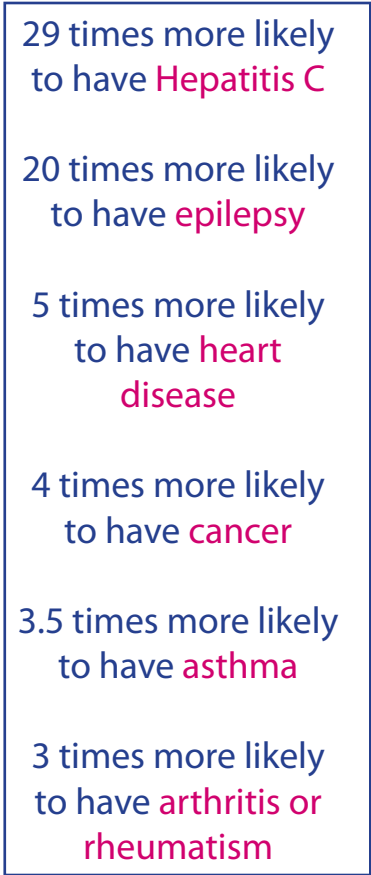 29 times more likely
to have Hepatitis C
20 times more likely
to have epilepsy
5 times more likely
to have heart
disease
4 times more likely
to have cancer
3.5 times more likely
to have asthma
3 times more likely
to have arthritis or
rheumatism